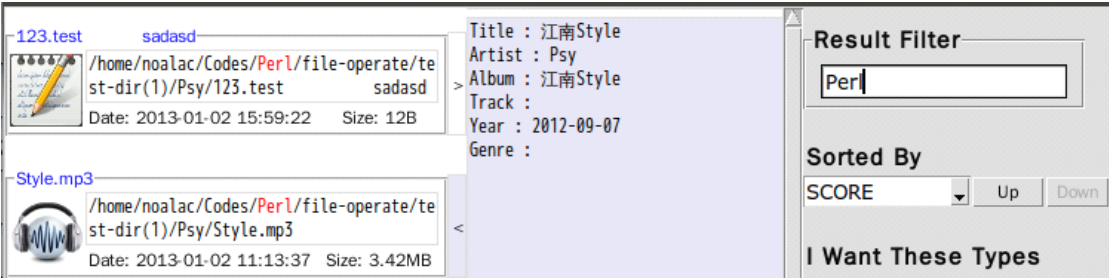 123.test sadasd
/home/noalac/Codes/Perl/file-operate/te
st-dir(1)/Psy/123.test sadasd
Date: 2013-01-02 15:59:22 Size: 12B
>
Style.mp3
/home/noalac/Codes/Perl/file-operate/te
st-dir(1)/Psy/Style.mp3
Date: 2013-01-02 11:13:37 Size: 3.42MB
<
Title : 江南Style
Artist : Psy
Album : 江南Style
Track :
Year : 2012-09-07
Genre :
Result Filter
Perl
Sorted By
SCORE Up Down
I Want These Types